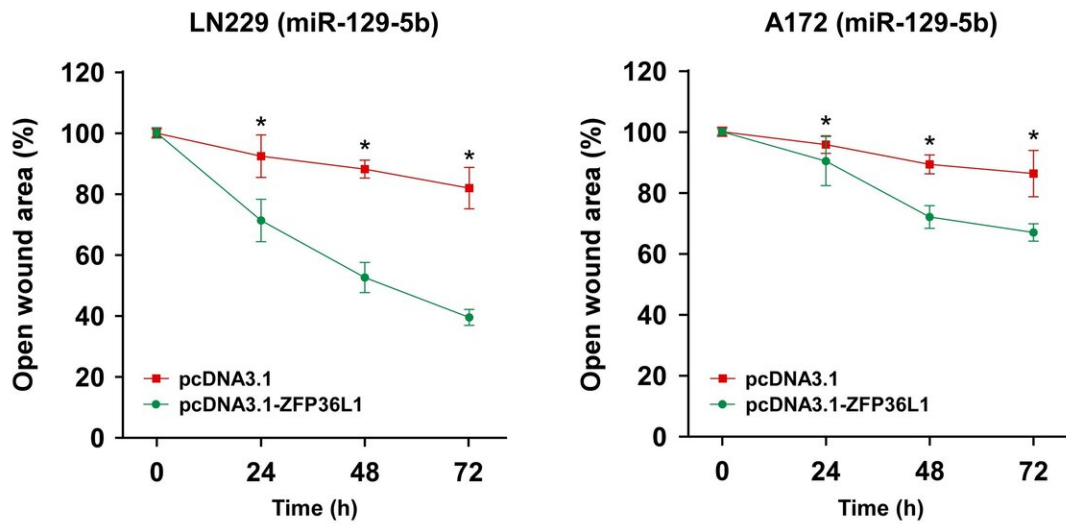 LN229 (miR-129-5b)
Open wound area (%)
120
100
80
60
40
20
0
*
*
*
pcDNA3.1
pcDNA3.1-ZFP36L1
0 24 48 72
Time (h)
A172 (miR-129-5b)
Open wound area (%)
120
100
80
60
40
20
0
*
*
*
pcDNA3.1
pcDNA3.1-ZFP36L1
0 24 48 72
Time (h)